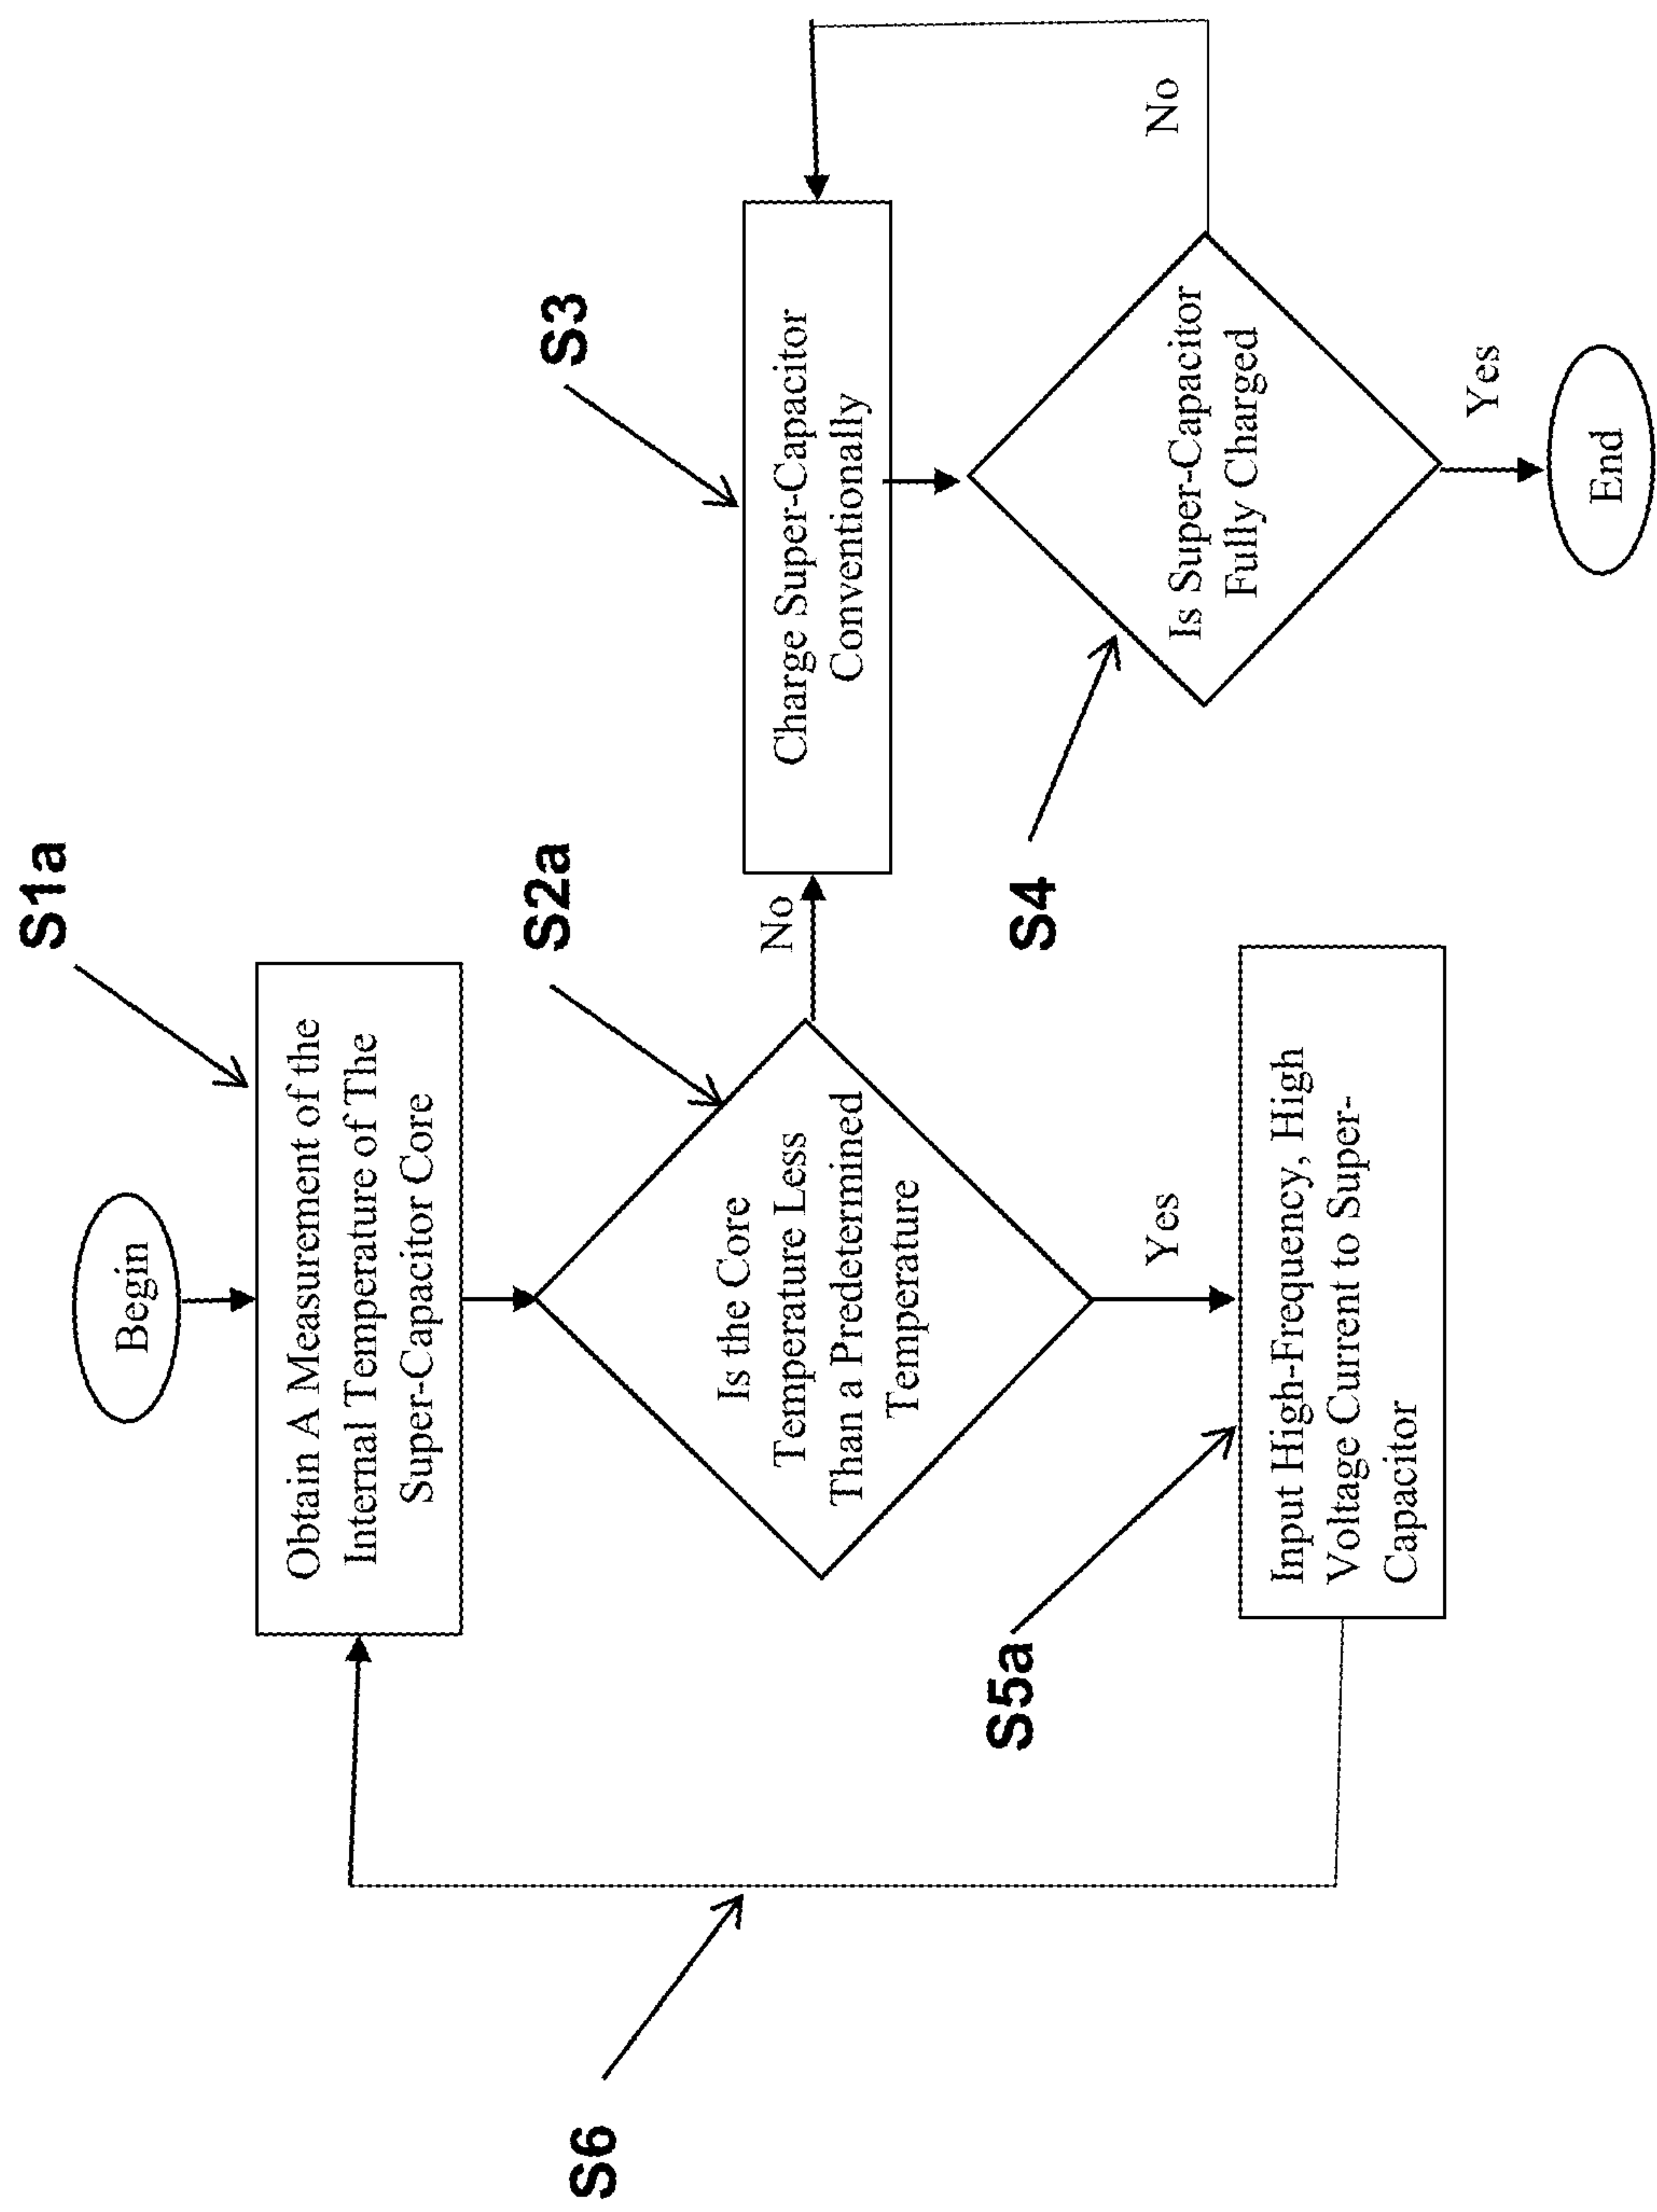 Begin
S1a
Obtain A Measurement of the
Internal Temperature of The
Super-Capacitor Core
S2a
Is the Core
Temperature Less
Than a Predetermined
Temperature
No
Yes
S3
Charge Super-Capacitor
Conventionally
S4
Is Super-Capacitor
Fully Charged
No
Yes
End
S5a
Input High-Frequency, High
Voltage Current to Super-
Capacitor
S6